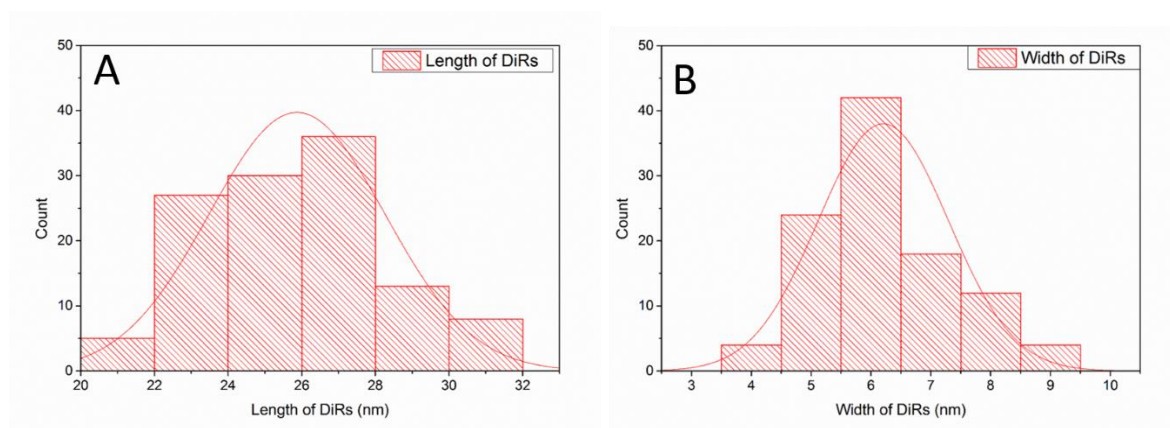 A
Length of DiRs
50
40
30
20
10
0
Count
20 22 24 26 28 30 32
Length of DiRs (nm)
B
Width of DiRs
50
40
30
20
10
0
Count
3 4 5 6 7 8 9 10
Width of DiRs (nm)